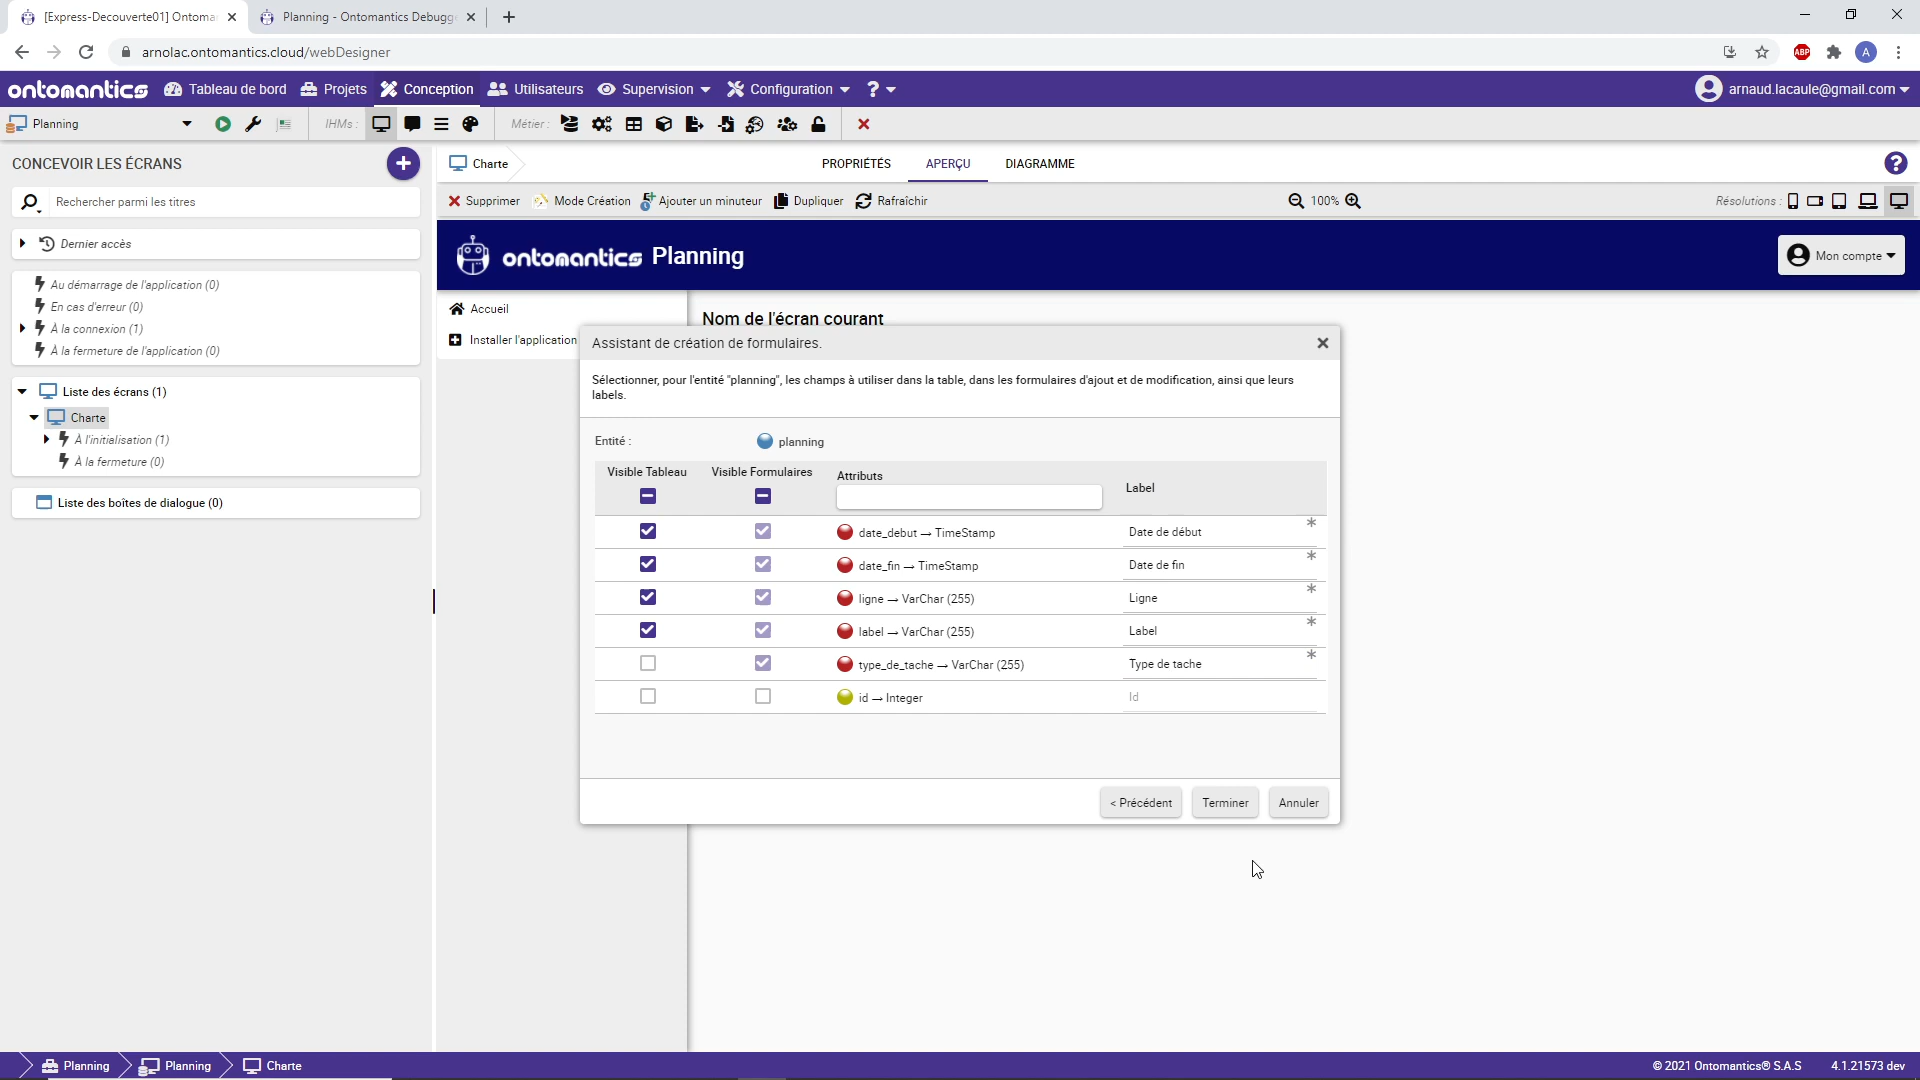 [Express-Decouverte01] Ontoma
Planning - Ontomantics Debugg
arnolac.ontomantics.cloud/webDesigner
ABP
A
ontomantics
Tableau de bord
Projets
Conception
Utilisateurs
Supervision
Configuration
?
arnaud.lacaule@gmail.com
Planning
IHMs :
Métier :
CONCEVOIR LES ÉCRANS
Charte
PROPRIÉTÉS
APERÇU
DIAGRAMME
?
Rechercher parmi les titres
Supprimer
Mode Création
Ajouter un minuteur
Dupliquer
Rafraîchir
100%
Résolutions :
Dernier accès
Au démarrage de l'application (0)
En cas d'erreur (0)
À la connexion (1)
À la fermeture de l'application (0)
Liste des écrans (1)
Charte
À l'initialisation (1)
À la fermeture (0)
Liste des boîtes de dialogue (0)
ontomantics Planning
Mon compte
Accueil
Installer l'application
Nom de l'écran courant
Assistant de création de formulaires.
Sélectionner, pour l'entité "planning", les champs à utiliser dans la table, dans les formulaires d'ajout et de modification, ainsi que leurs
labels.
Entité :
planning
Visible Tableau
Visible Formulaires
Attributs
Label
date_debut → TimeStamp
Date de début
*
date_fin → TimeStamp
Date de fin
*
ligne → VarChar (255)
Ligne
*
label → VarChar (255)
Label
*
type_de_tache → VarChar (255)
Type de tache
*
id → Integer
Id
< Précédent
Terminer
Annuler
Planning
Planning
Charte
© 2021 Ontomantics® S.A.S
4.1.21573 dev